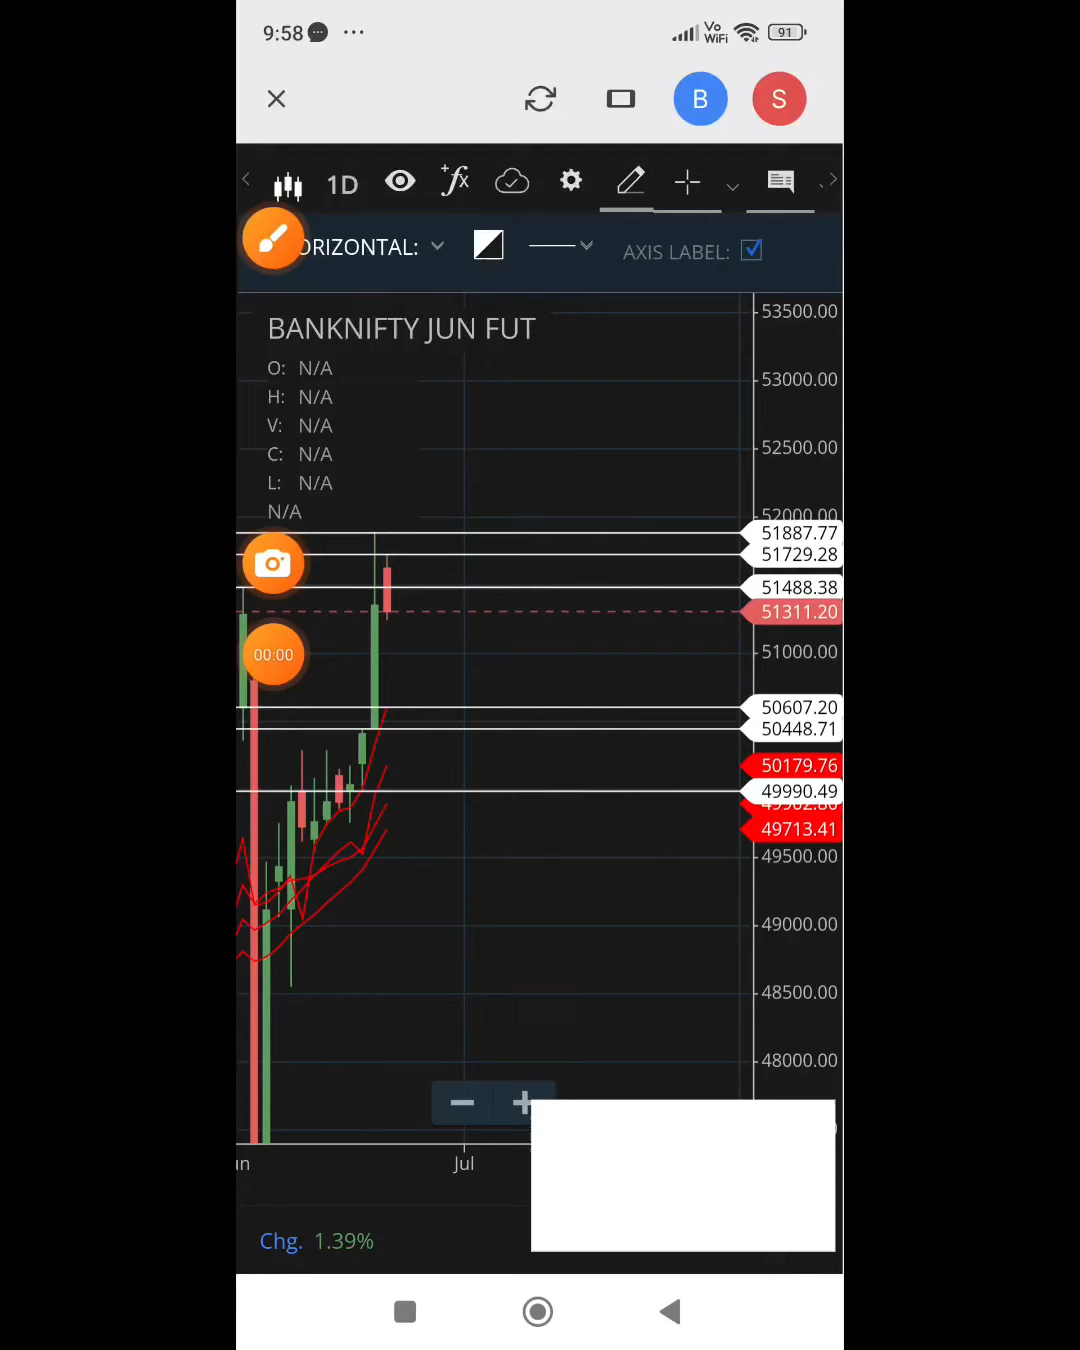 9:58
Vo
WiFi
91
B
S
1D
+fx
ORIZONTAL:
AXIS LABEL:
BANKNIFTY JUN FUT
O: N/A
H: N/A
V: N/A
C: N/A
L: N/A
N/A
53500.00
53000.00
52500.00
52000.00
51887.77
51729.28
51488.38
51311.20
51000.00
50607.20
50448.71
50179.76
49990.49
49713.41
49500.00
49000.00
48500.00
48000.00
00:00
un
Jul
Chg. 1.39%